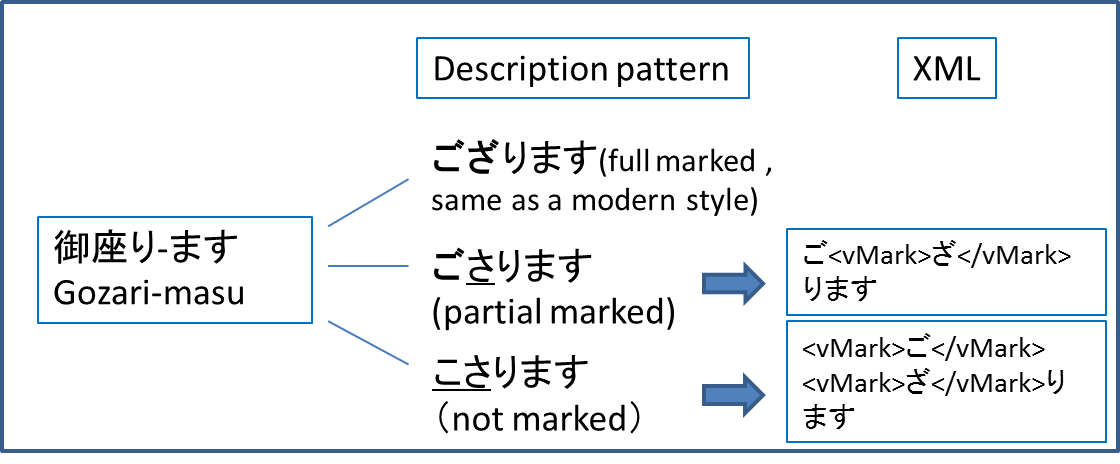 Description pattern
XML
ござります(full marked ,
same as a modern style)
御座り-ます
Gozari-masu
ごさります
(partial marked)
ご<vMark>ざ</vMark>
ります
こさります
（not marked）
<vMark>ご</vMark>
<vMark>ざ</vMark>り
ます